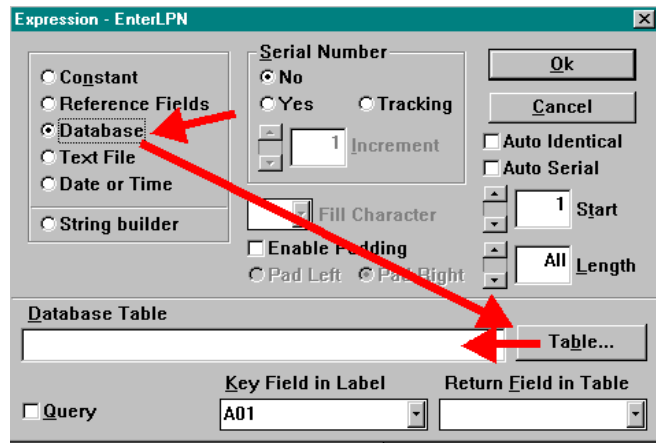 Expression - EnterLPN
Constant
Reference Fields
Database
Text File
Date or Time
String builder
Serial Number
No
Yes Tracking
1 Increment
Fill Character
Enable Padding
Pad Left Pad Right
Ok
Cancel
Auto Identical
Auto Serial
1 Start
All Length
Database Table
Table...
Key Field in Label Return Field in Table
Query A01